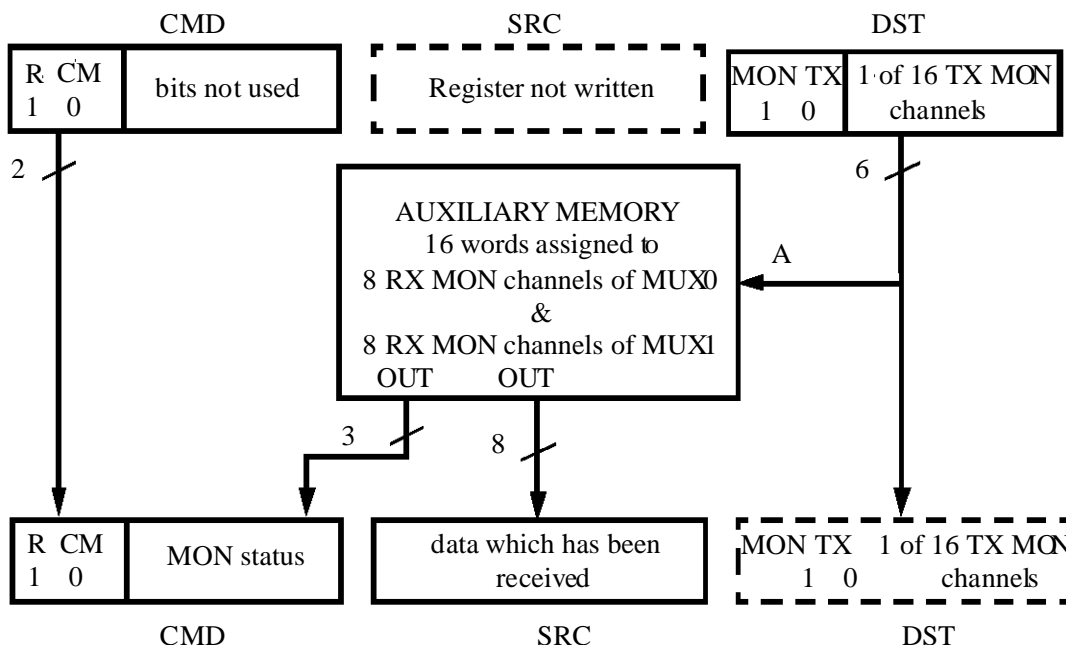 CMD
SRC
DST
R CM
1 0
bits not used
Register not written
MON TX
1 0
1 of 16 TX MON
channels
2
6
AUXILIARY MEMORY
16 words assigned to
8 RX MON channels of MUX0
&
8 RX MON channels of MUX1
OUT OUT
A
3
8
R CM
1 0
MON status
data which has been
received
MON TX 1 of 16 TX MON
1 0 channels
CMD
SRC
DST